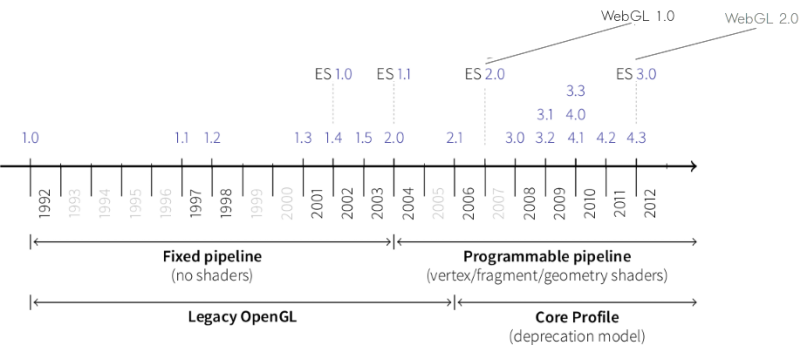 WebGL 1.0
WebGL 2.0
ES 1.0 ES 1.1 ES 2.0 ES 3.0
3.3
3.1 4.0
1.0 1.1 1.2 1.3 1.4 1.5 2.0 2.1 3.0 3.2 4.1 4.2 4.3
1992 1993 1994 1995 1996 1997 1998 1999 2000 2001 2002 2003 2004 2005 2006 2007 2008 2009 2010 2011 2012
Fixed pipeline Programmable pipeline
(no shaders) (vertex/fragment/geometry shaders)
Legacy OpenGL Core Profile
(deprecation model)